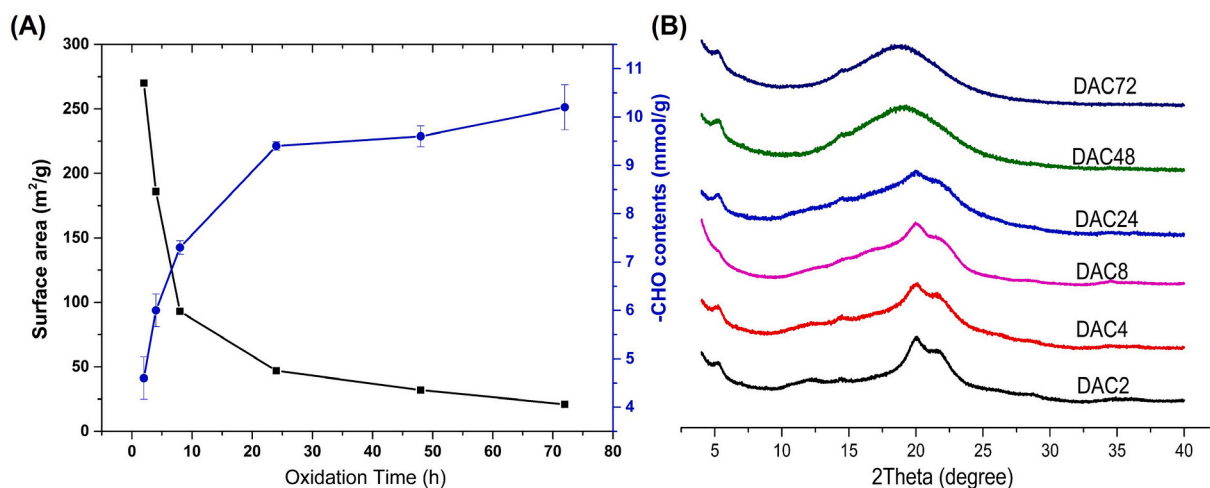 (A)
300
250
200
150
100
50
0
Surface area (m²/g)
0 10 20 30 40 50 60 70 80
Oxidation Time (h)
11
10
9
8
7
6
5
4
-CHO contents (mmol/g)
(B)
DAC72
DAC48
DAC24
DAC8
DAC4
DAC2
5 10 15 20 25 30 35 40
2Theta (degree)